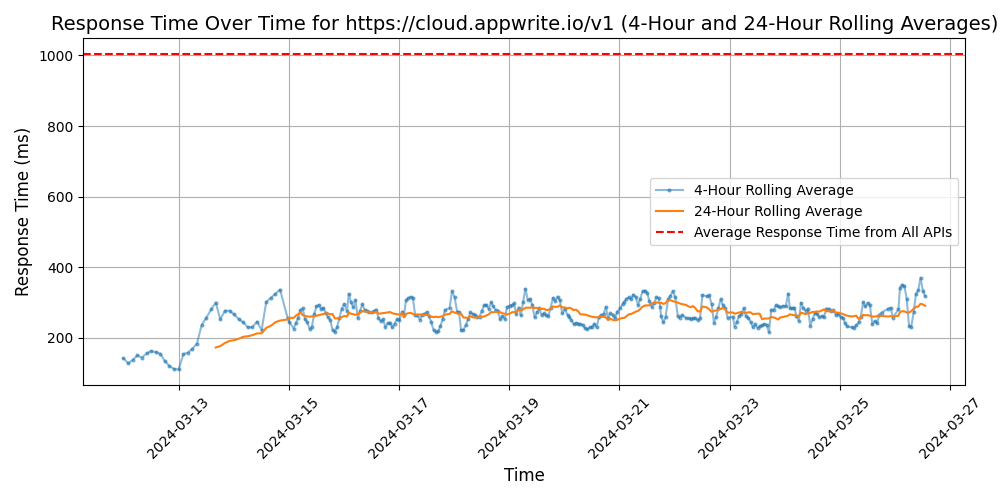 Response Time Over Time for https://cloud.appwrite.io/v1 (4-Hour and 24-Hour Rolling Averages)
Response Time (ms)
1000
800
600
400
200
4-Hour Rolling Average
24-Hour Rolling Average
Average Response Time from All APIs
2024-03-13
2024-03-15
2024-03-17
2024-03-19
2024-03-21
2024-03-23
2024-03-25
2024-03-27
Time